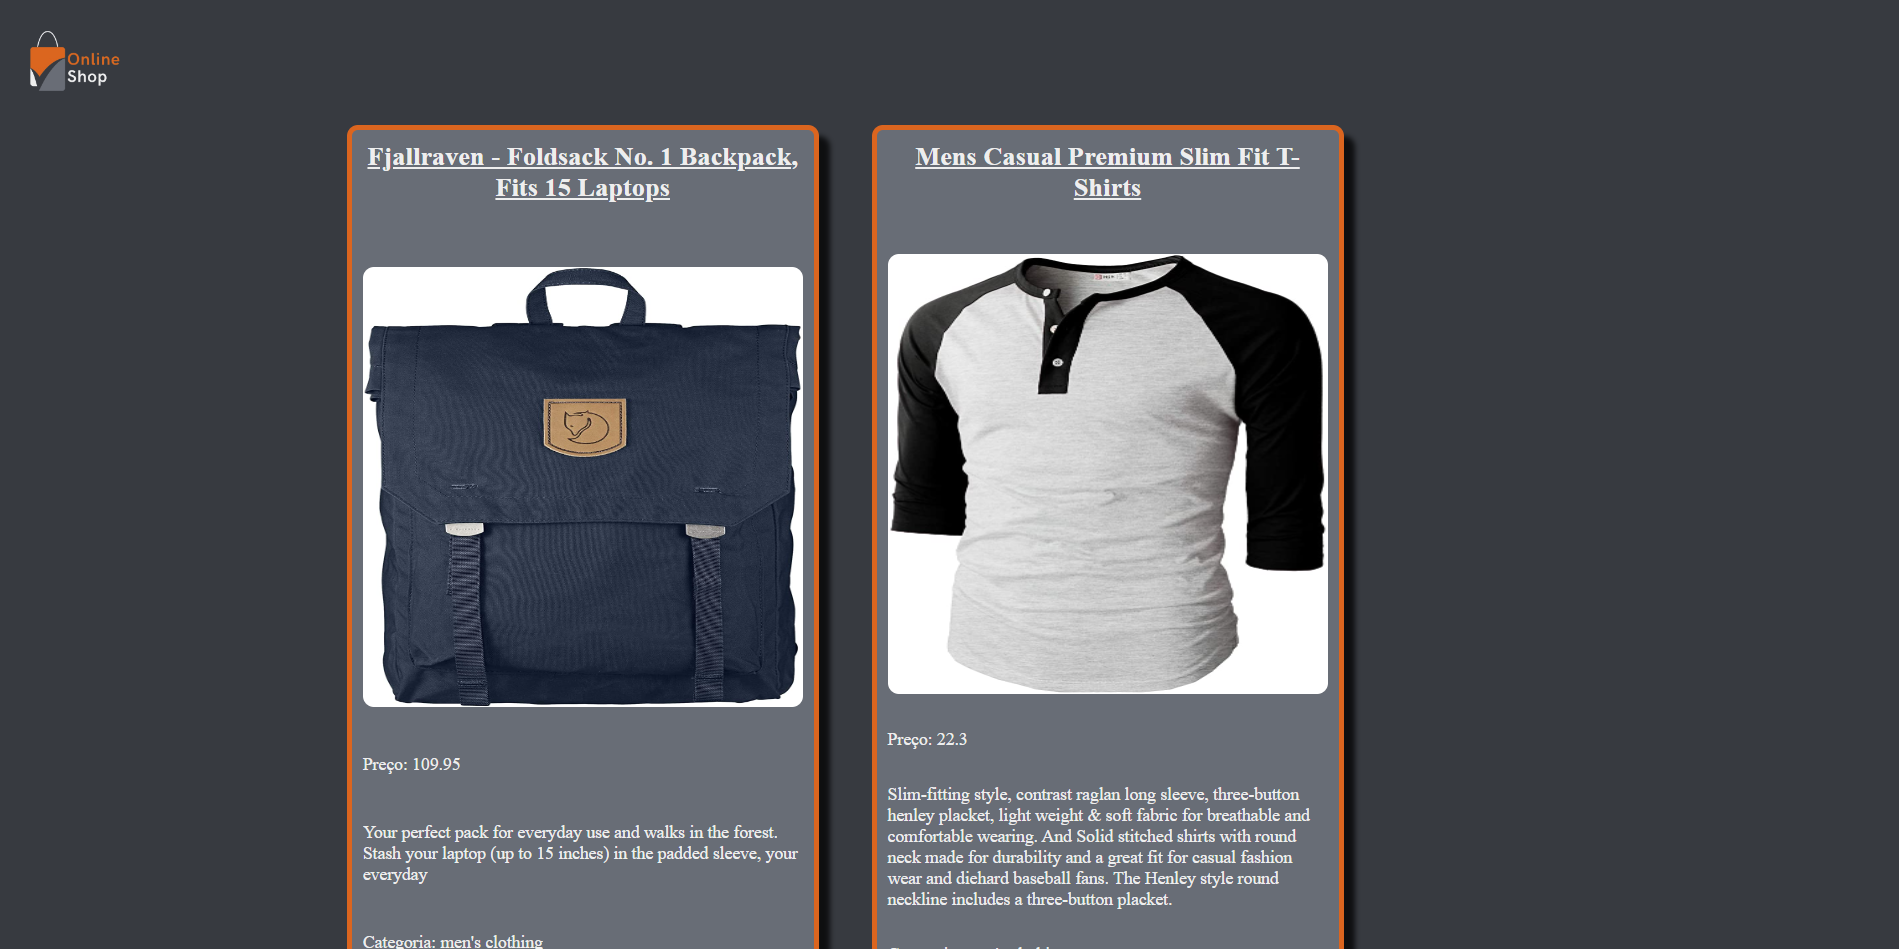 Online
Shop
Fjallraven - Foldsack No. 1 Backpack,
Fits 15 Laptops
Preço: 109.95
Your perfect pack for everyday use and walks in the forest.
Stash your laptop (up to 15 inches) in the padded sleeve, your
everyday
Categoria: men's clothing
Mens Casual Premium Slim Fit T-
Shirts
Preço: 22.3
Slim-fitting style, contrast raglan long sleeve, three-button
henley placket, light weight & soft fabric for breathable and
comfortable wearing. And Solid stitched shirts with round
neck made for durability and a great fit for casual fashion
wear and diehard baseball fans. The Henley style round
neckline includes a three-button placket.